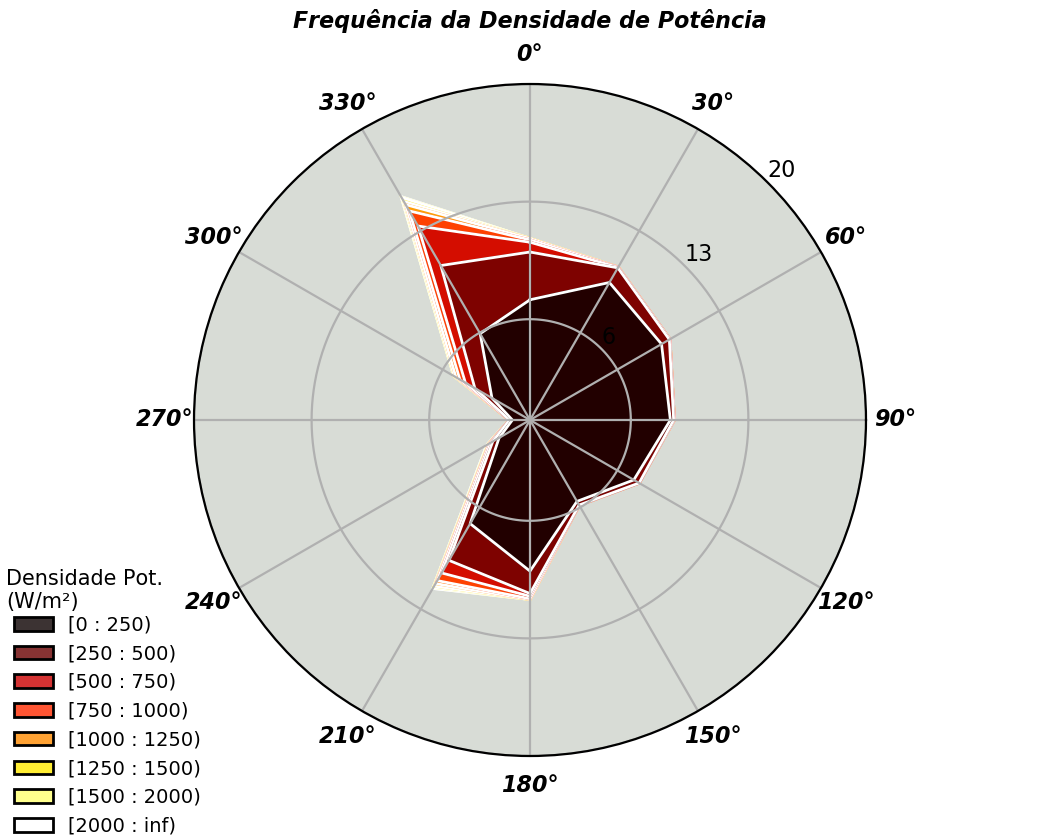 Frequência da Densidade de Potência
0°
330°
30°
20
300°
60°
13
6
270°
90°
240°
120°
210°
150°
180°
Densidade Pot.
(W/m²)
[0 : 250)
[250 : 500)
[500 : 750)
[750 : 1000)
[1000 : 1250)
[1250 : 1500)
[1500 : 2000)
[2000 : inf)